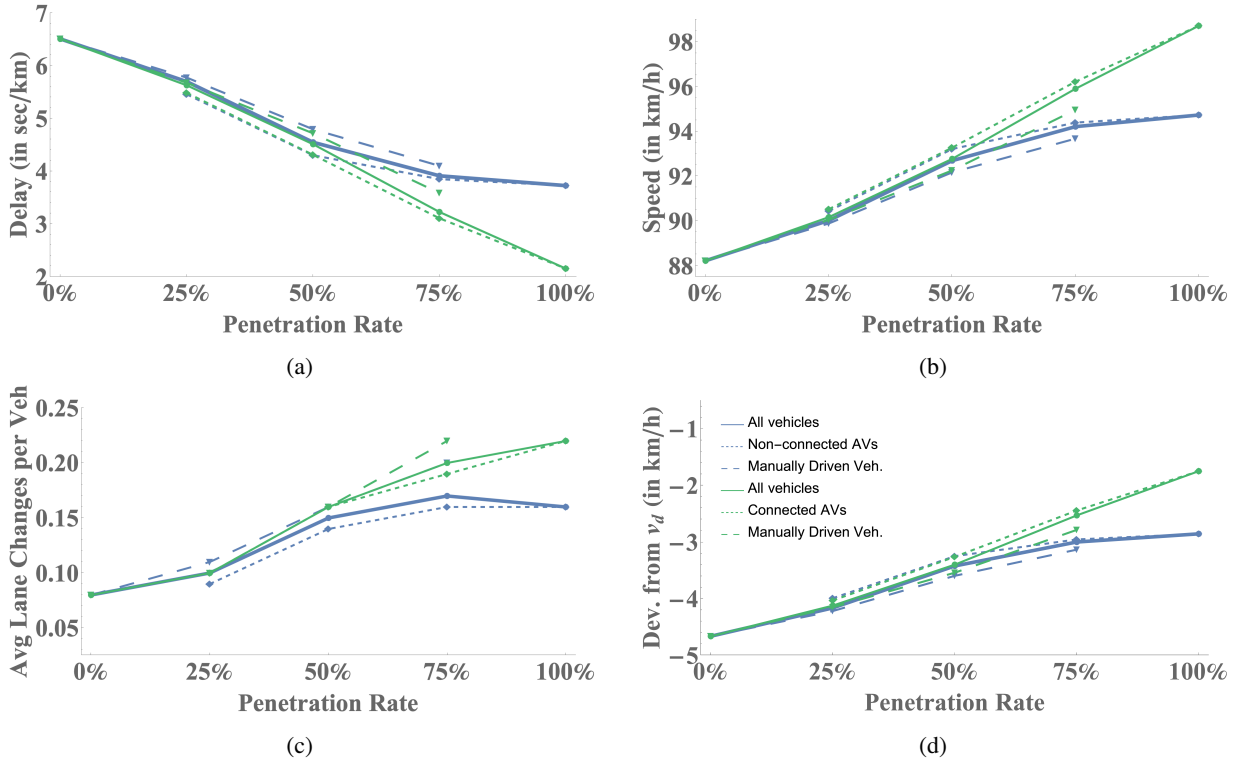 7
6
5
4
3
2
Delay (in sec/km)
0% 25% 50% 75% 100%
Penetration Rate
(a)
98
96
94
92
90
88
Speed (in km/h)
0% 25% 50% 75% 100%
Penetration Rate
(b)
0.25
0.20
0.15
0.10
0.05
Avg Lane Changes per Veh
0% 25% 50% 75% 100%
Penetration Rate
(c)
−1
−2
−3
−4
−5
Dev. from v_d (in km/h)
All vehicles
Non−connected AVs
Manually Driven Veh.
All vehicles
Connected AVs
Manually Driven Veh.
0% 25% 50% 75% 100%
Penetration Rate
(d)